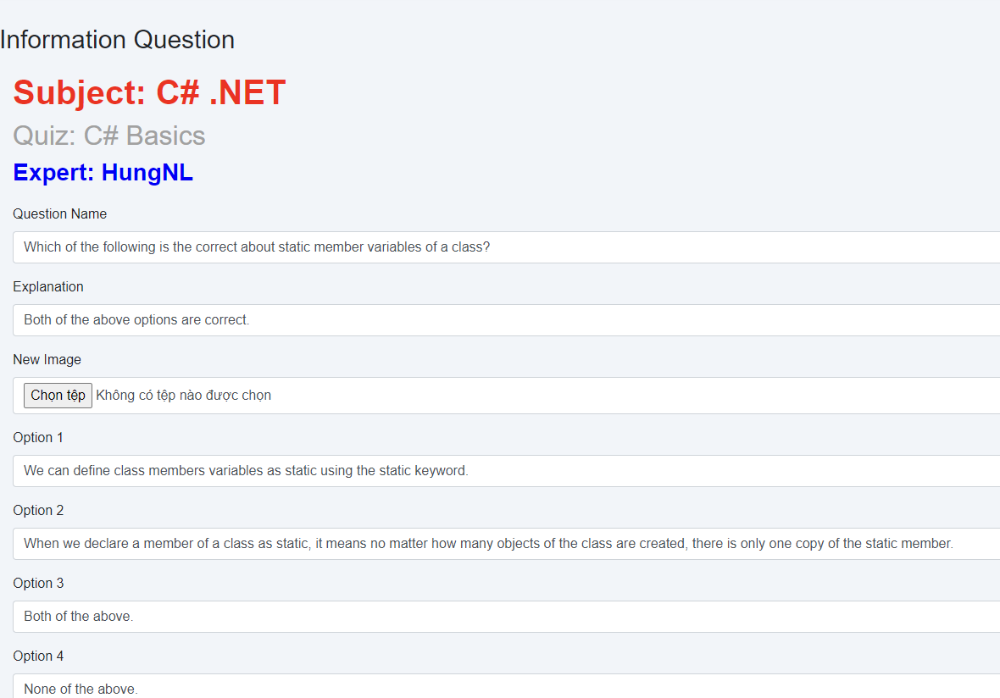 Information Question
Subject: C# .NET
Quiz: C# Basics
Expert: HungNL
Question Name
Which of the following is the correct about static member variables of a class?
Explanation
Both of the above options are correct.
New Image
Chọn tệp Không có tệp nào được chọn
Option 1
We can define class members variables as static using the static keyword.
Option 2
When we declare a member of a class as static, it means no matter how many objects of the class are created, there is only one copy of the static member.
Option 3
Both of the above.
Option 4
None of the above.